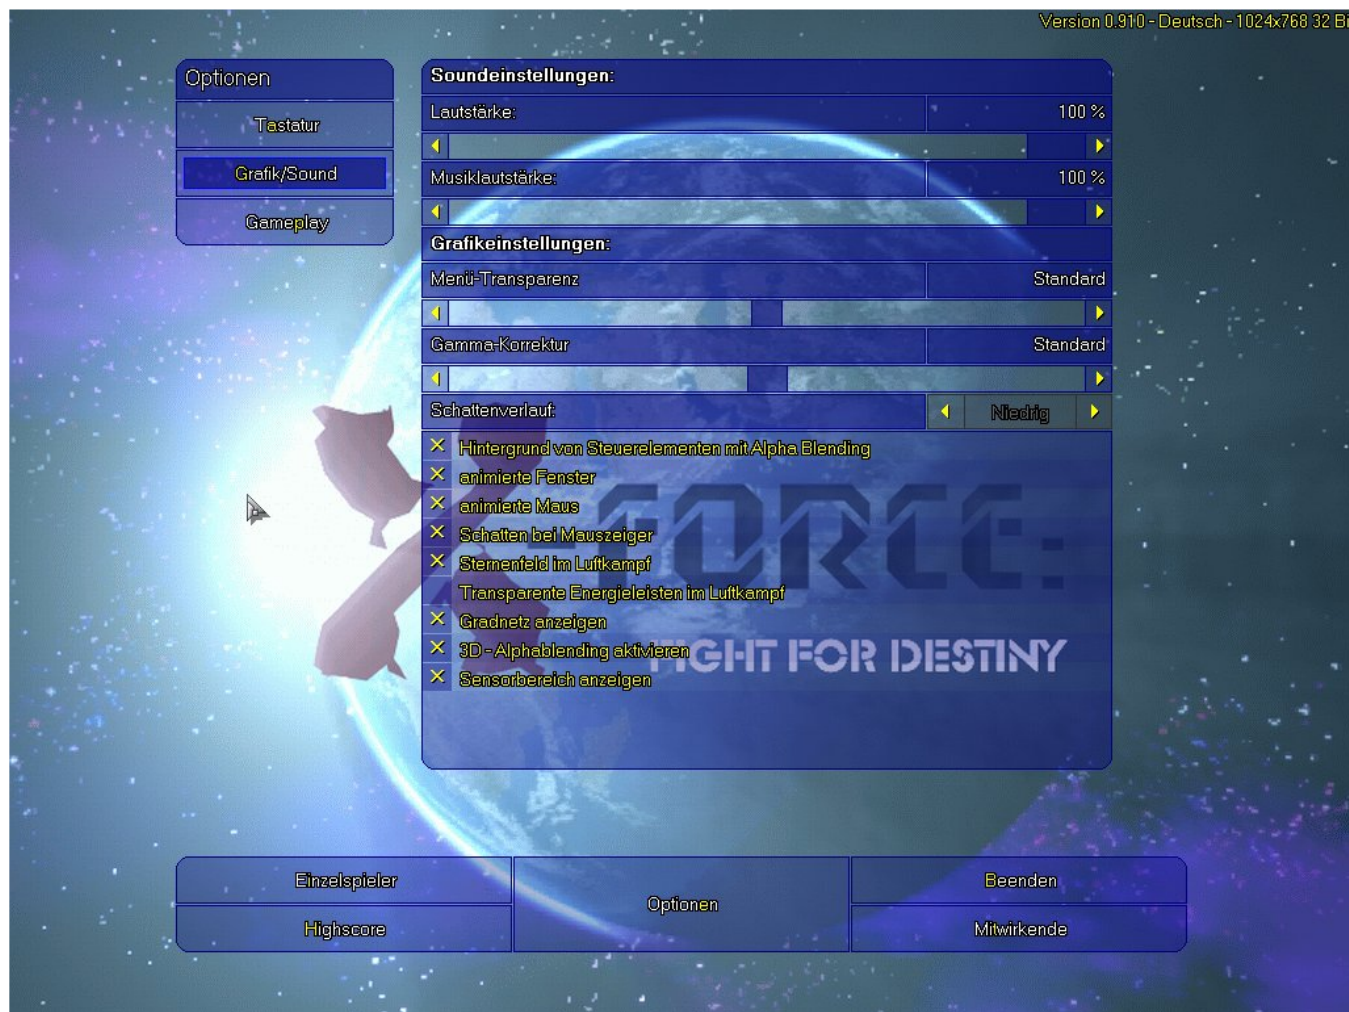 Version 0.910 - Deutsch - 1024x768 32 Bi
Optionen
Tastatur
Grafik/Sound
Gameplay
Soundeinstellungen:
Lautstärke: 100 %
Musiklautstärke: 100 %
Grafikeinstellungen:
Menü-Transparenz Standard
Gamma-Korrektur Standard
Schattenverlauf: Niedrig
Hintergrund von Steuerelementen mit Alpha Blending
animierte Fenster
animierte Maus
Schatten bei Mauszeiger
Sternenfeld im Luftkampf
Transparente Energieleisten im Luftkampf
Gradnetz anzeigen
3D - Alphablending aktivieren
Sensorbereich anzeigen
X-FORCE:
FIGHT FOR DESTINY
Einzelspieler
Highscore
Optionen
Beenden
Mitwirkende